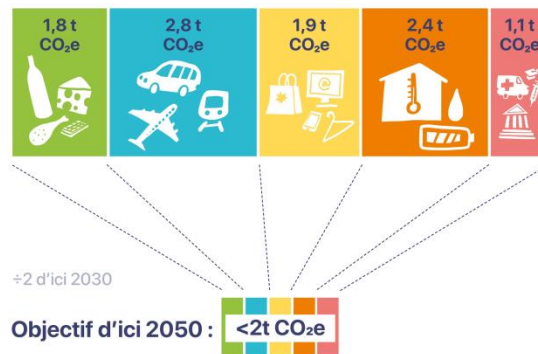 1,8 t
CO₂e
2,8 t
CO₂e
1,9 t
CO₂e
2,4 t
CO₂e
1,1 t
CO₂e
@
÷2 d'ici 2030
Objectif d'ici 2050 : <2t CO₂e